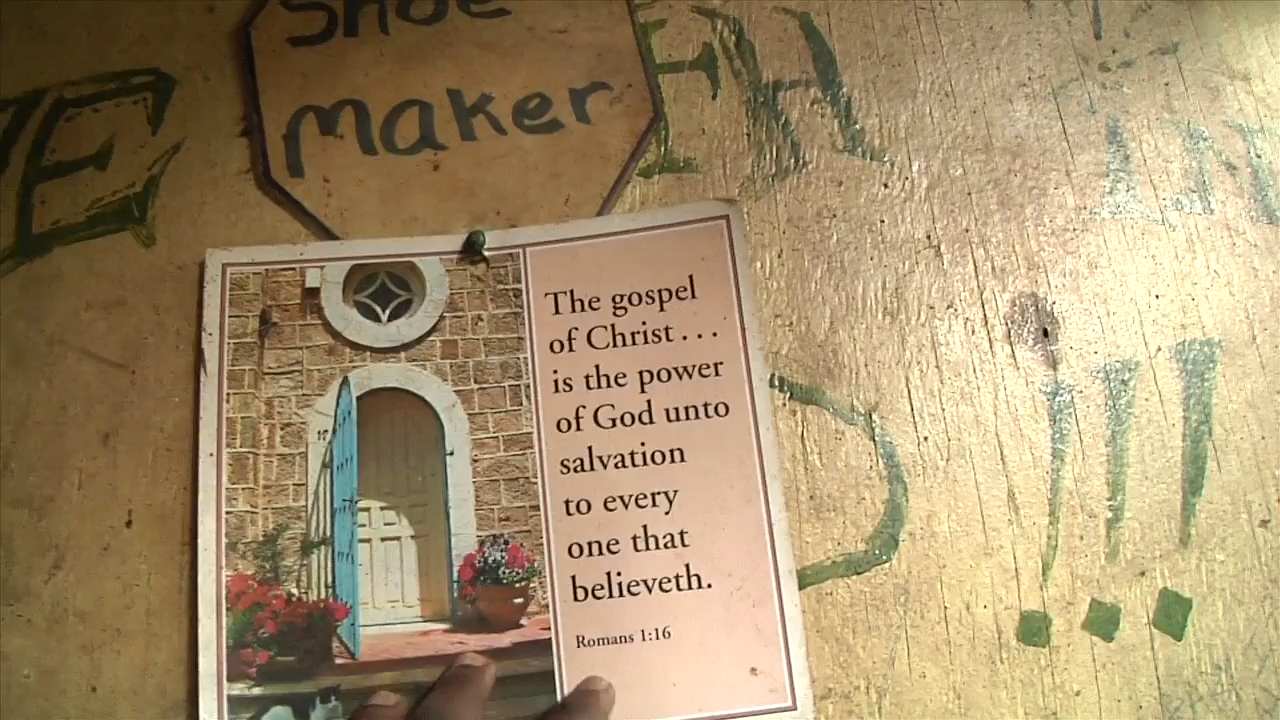 Shoe
maker
The gospel
of Christ...
is the power
of God unto
salvation
to every
one that
believeth.
Romans 1:16
!!!